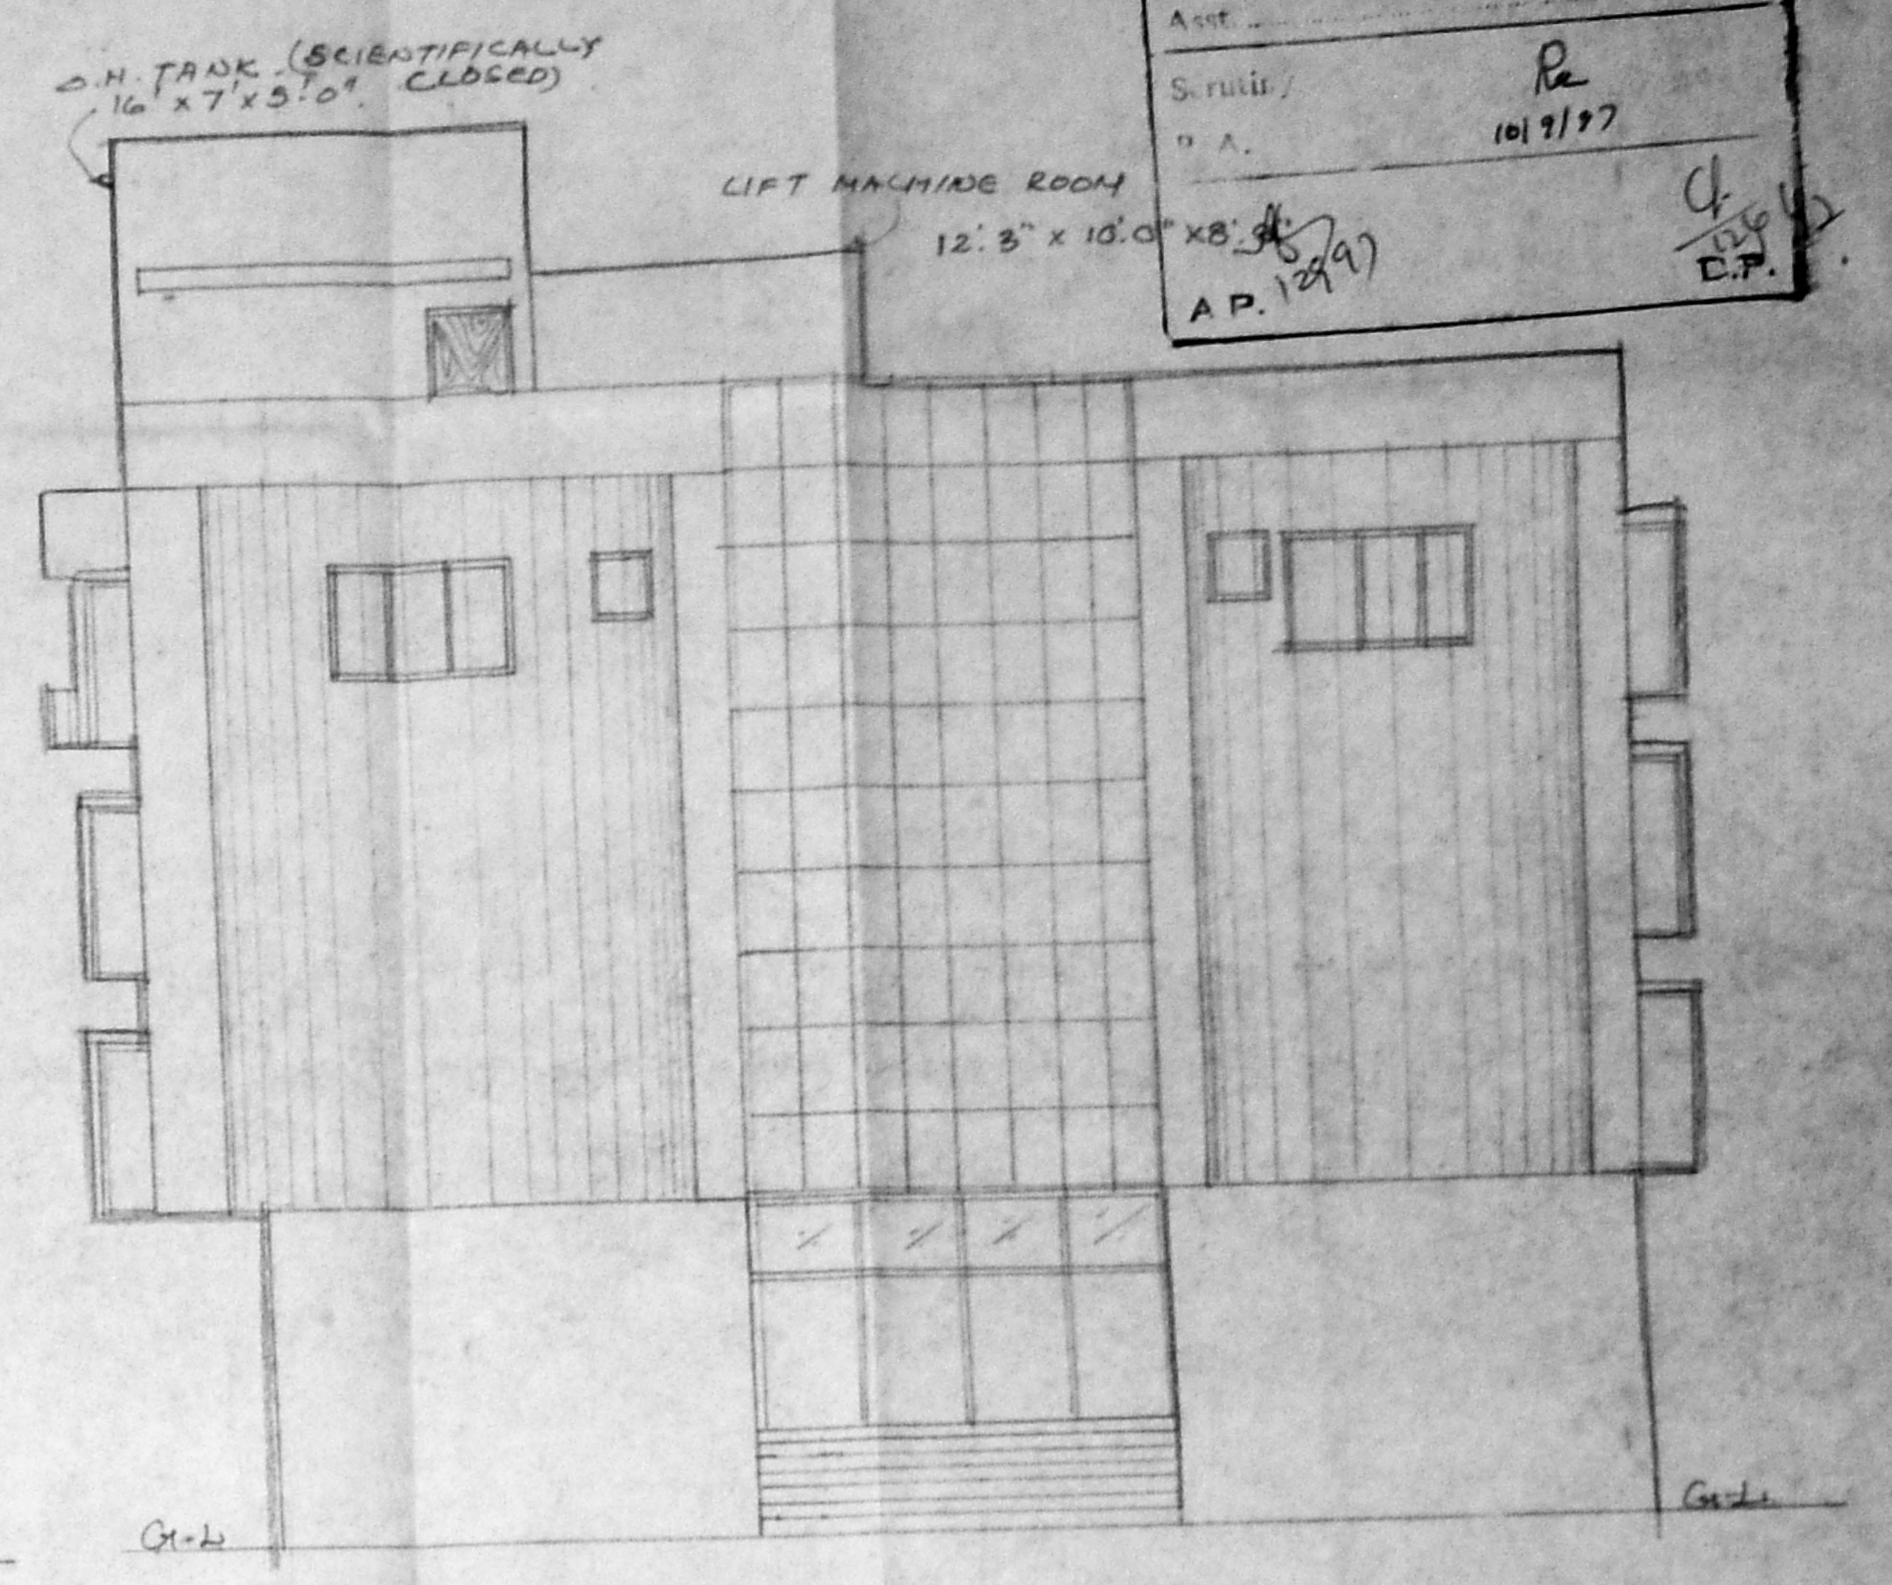 O.H. TANK (SCIENTIFICALLY
CLOSED)
16' x 7' x 5'.0".
LIFT MACHINE ROOM
12'.3" x 10'.0" x 8'.
Asst.
Scrutiny
10/9/97
P.A.
A.P.
G.L
G.L.